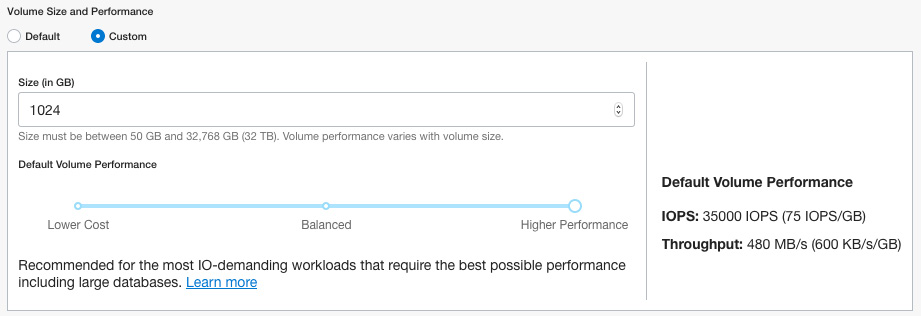 Volume Size and Performance
Default Custom
Size (in GB)
1024
Size must be between 50 GB and 32,768 GB (32 TB). Volume performance varies with volume size.
Default Volume Performance
Lower Cost Balanced Higher Performance
Recommended for the most IO-demanding workloads that require the best possible performance
including large databases. Learn more
Default Volume Performance
IOPS: 35000 IOPS (75 IOPS/GB)
Throughput: 480 MB/s (600 KB/s/GB)